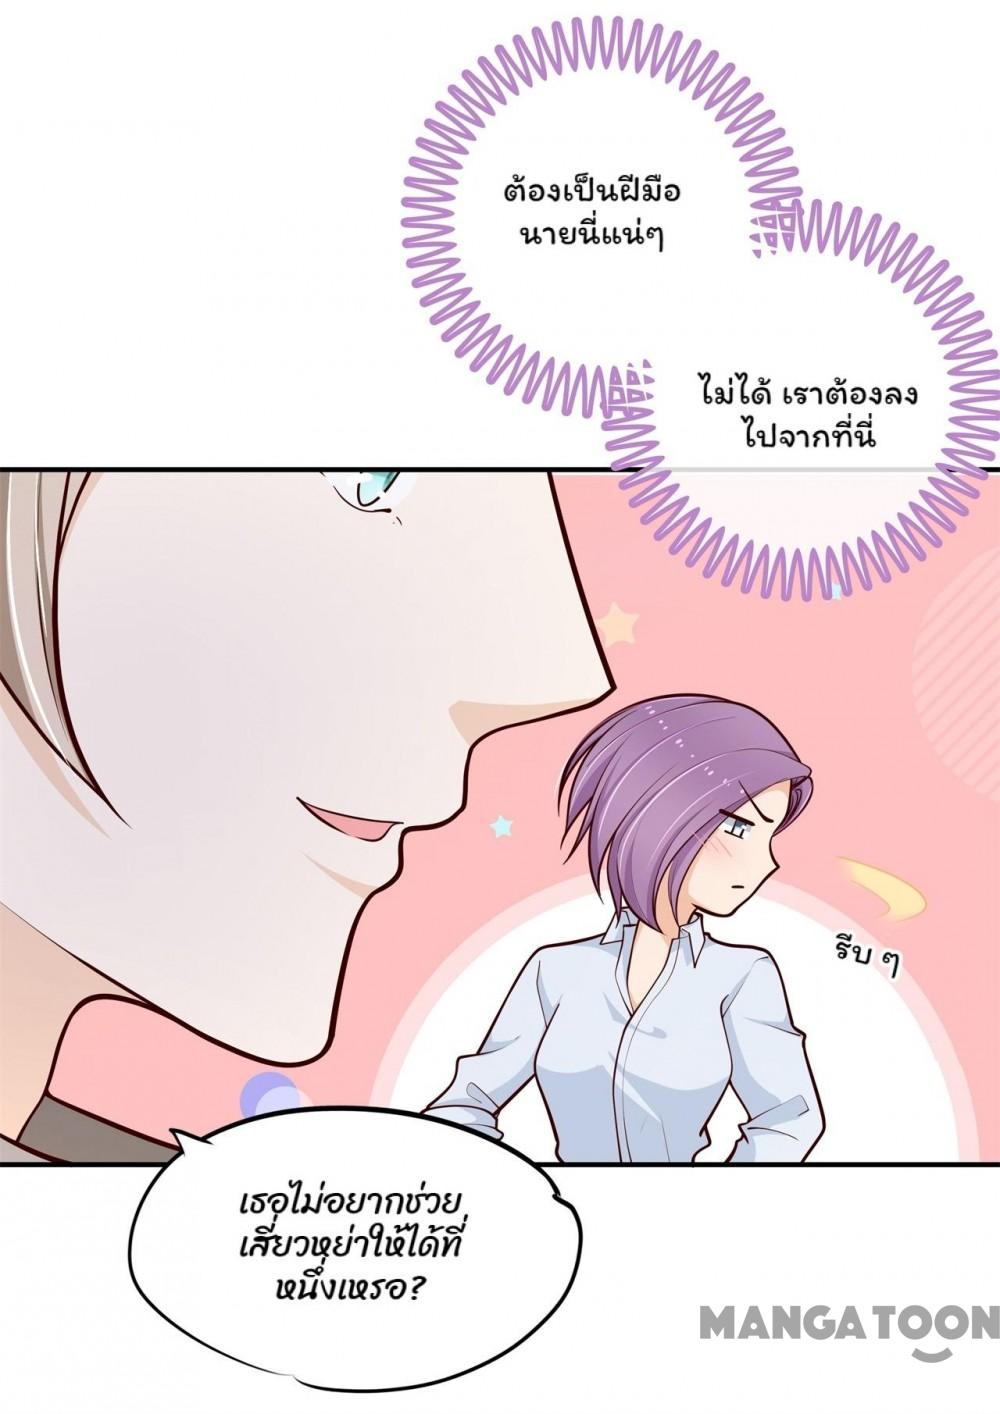 ต้องเป็นฝีมือ
นายนี่แน่ๆ
ไม่ได้ เราต้องลง
ไปจากที่นี่
รีบ ๆ
เธอไม่อยากช่วย
เสี่ยวหย่าให้ได้ที่
หนึ่งเหรอ?
MANGATOON